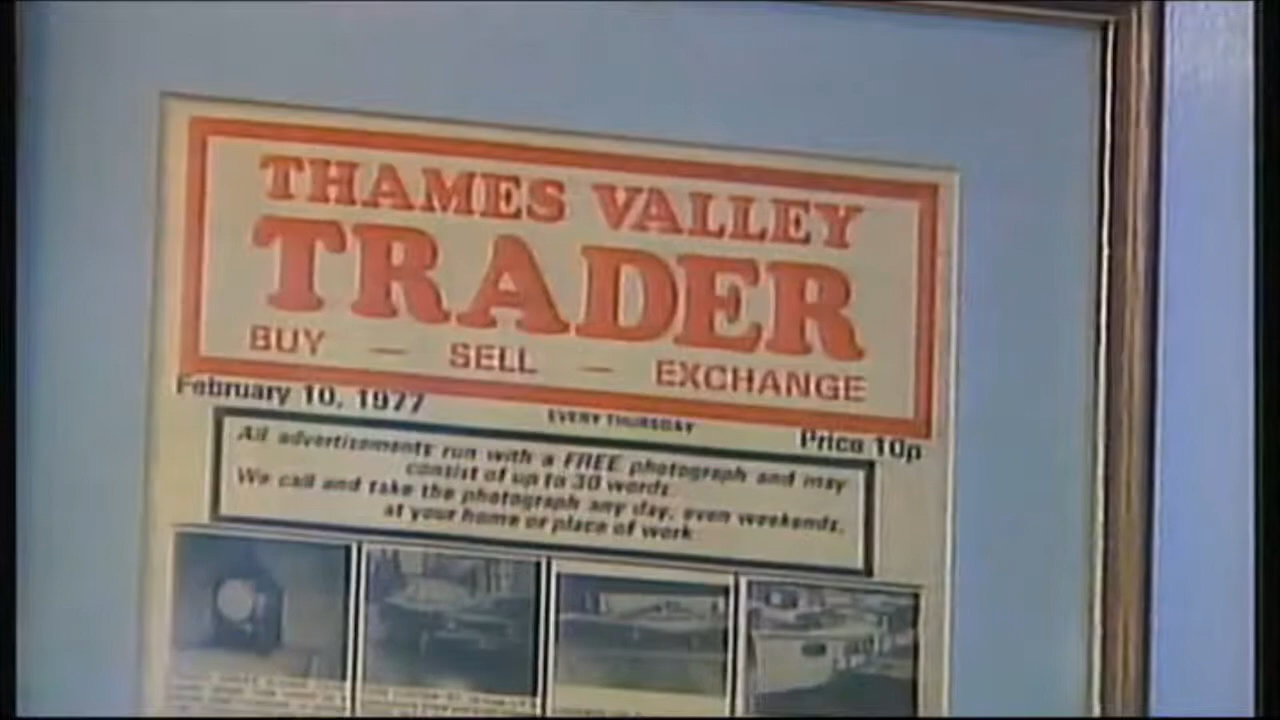 THAMES VALLEY
TRADER
BUY — SELL — EXCHANGE
February 10, 1977
EVERY THURSDAY
Price 10p
All advertisements run with a FREE photograph and may
consist of up to 30 words.
We call and take the photograph any day, even weekends,
at your home or place of work